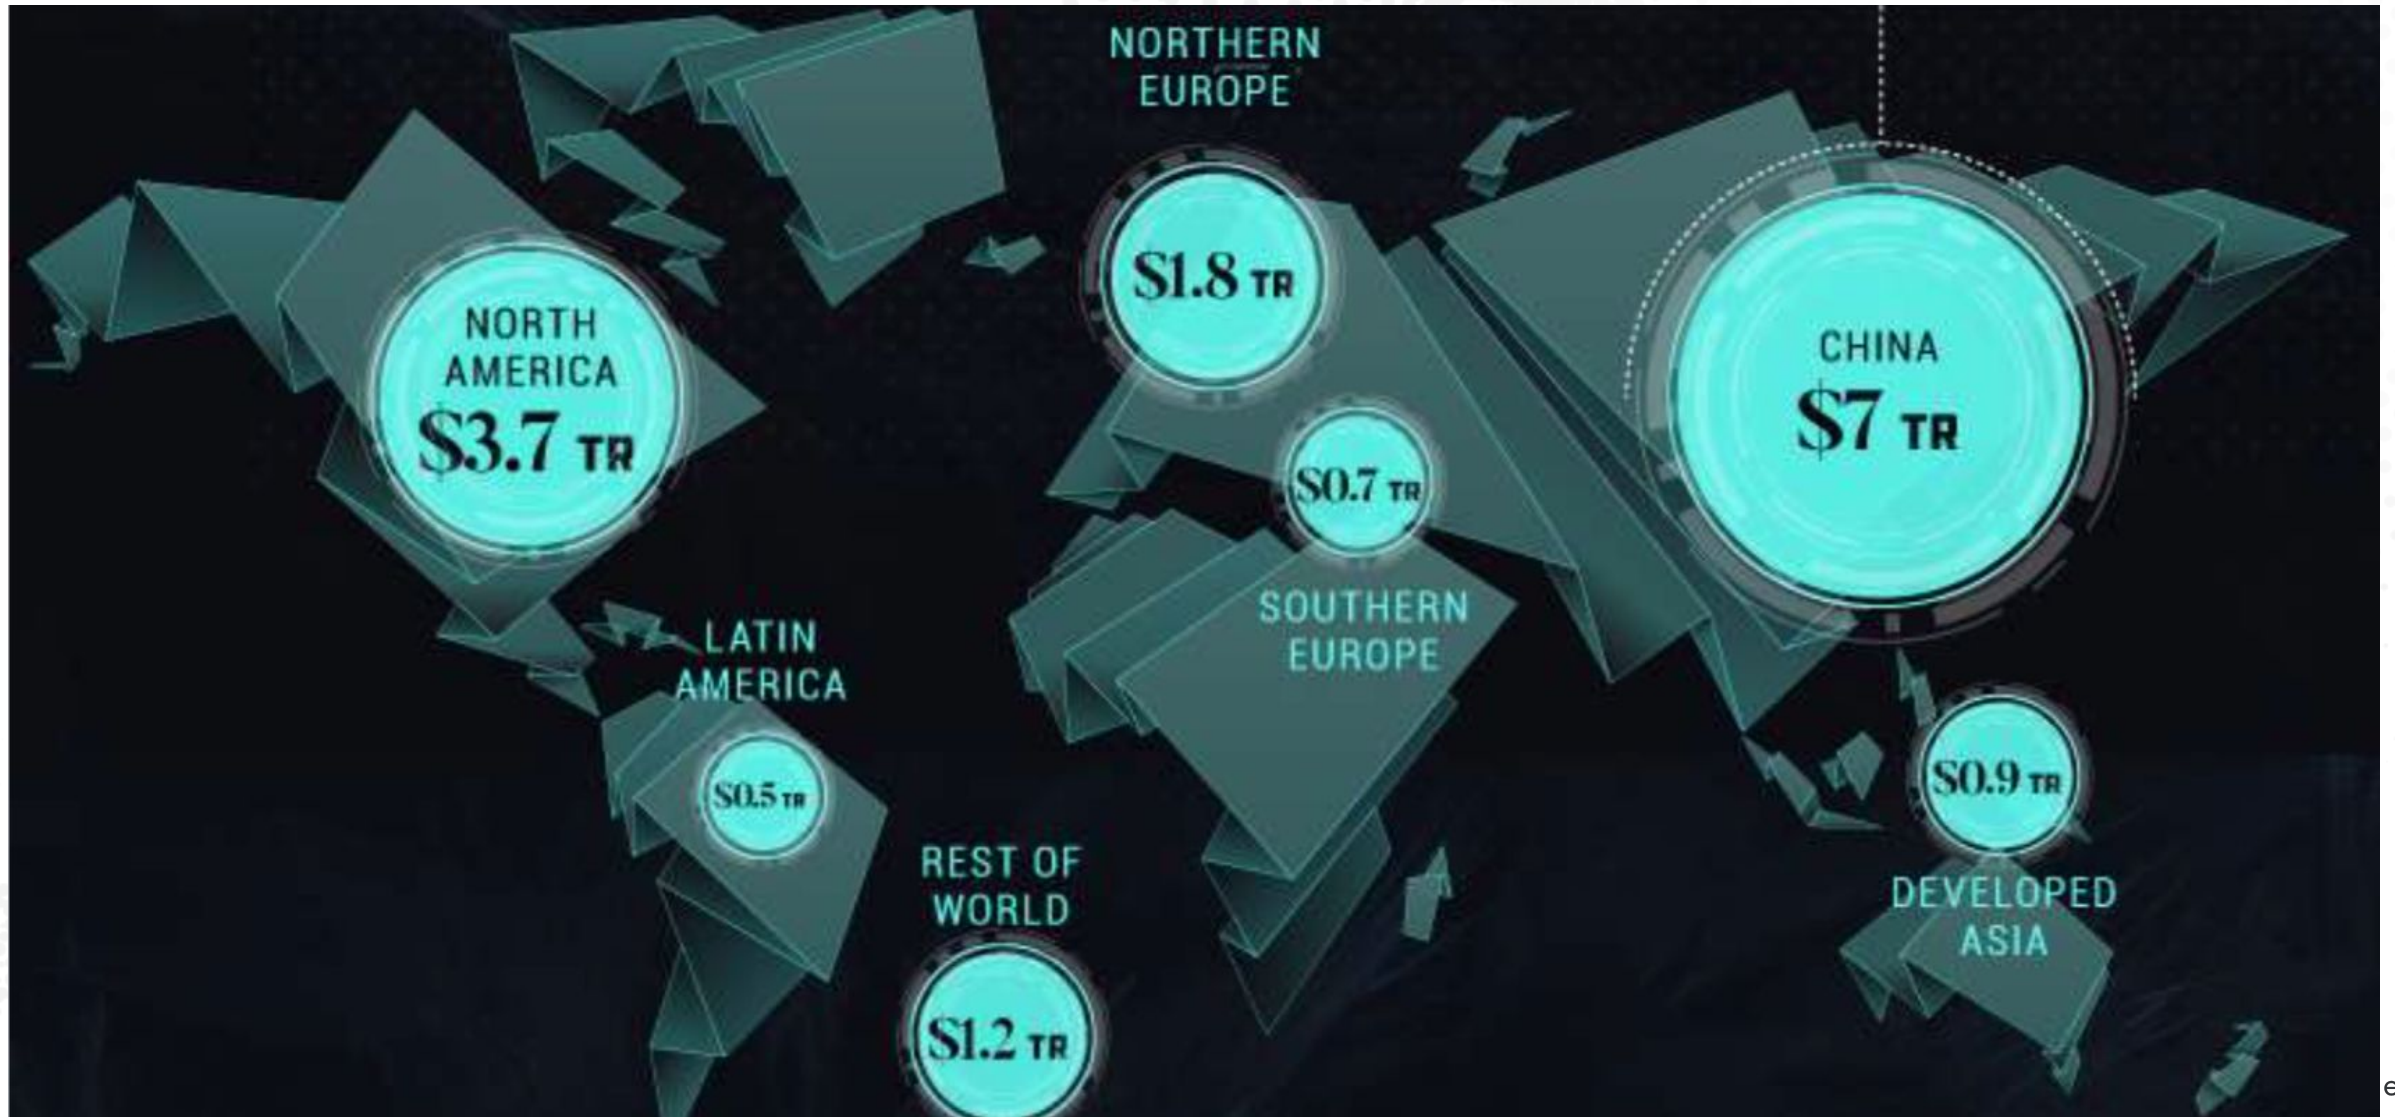 NORTHERN
EUROPE
$1.8 TR
NORTH
AMERICA
$3.7 TR
CHINA
$7 TR
$0.7 TR
SOUTHERN
EUROPE
LATIN
AMERICA
$0.5 TR
$0.9 TR
DEVELOPED
ASIA
REST OF
WORLD
$1.2 TR
e